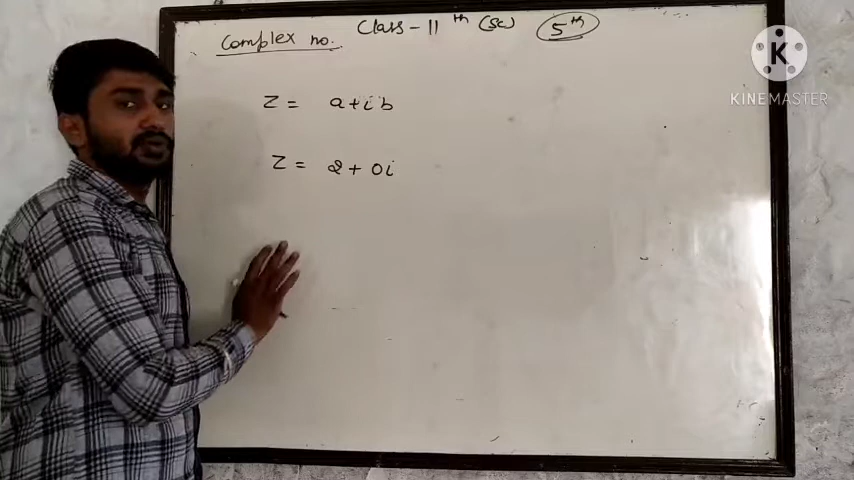 Complex no. Class-11th (Sc) 5th
Z = a+ib
Z = 2+0i
K
KINEMASTER